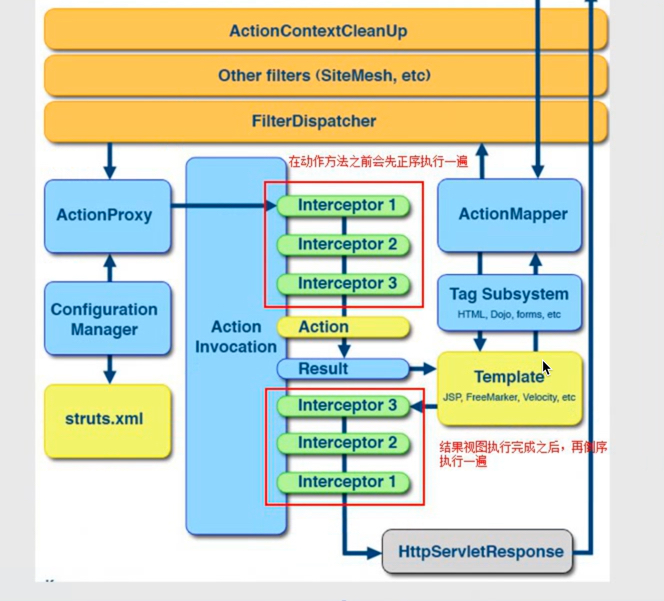 ActionContextCleanUp
Other filters (SiteMesh, etc)
FilterDispatcher
在动作方法之前会先正序执行一遍
ActionProxy
Interceptor 1
Interceptor 2
Interceptor 3
ActionMapper
Configuration
Manager
Action
Invocation
Action
Result
Tag Subsystem
HTML, Dojo, forms, etc
Template
JSP, FreeMarker, Velocity, etc
struts.xml
Interceptor 3
Interceptor 2
Interceptor 1
结果视图执行完成之后，再倒序
执行一遍
HttpServletResponse